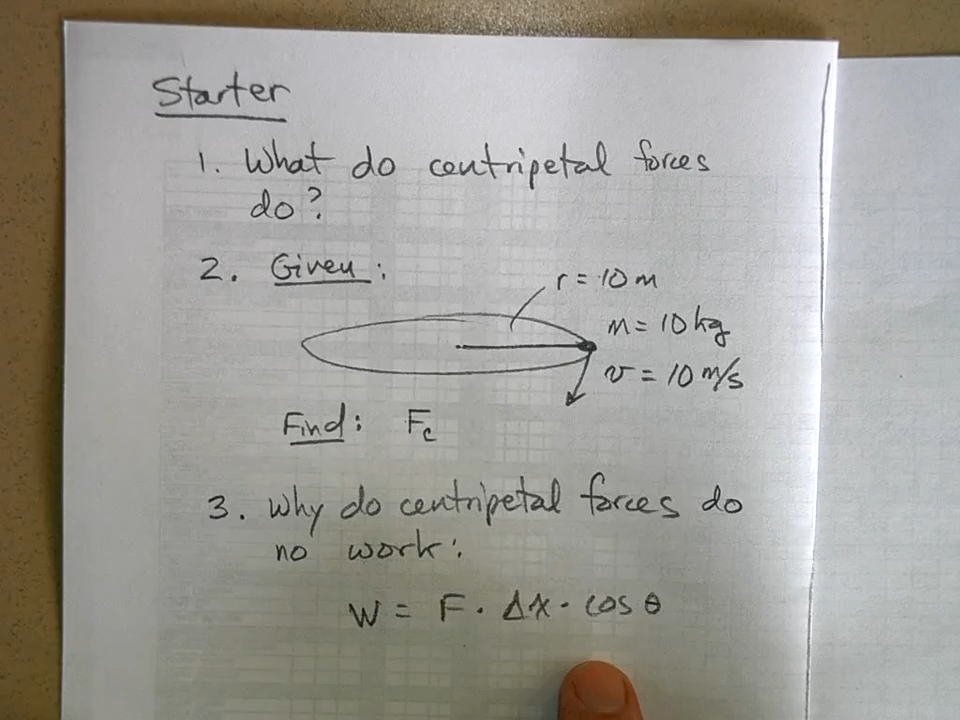 Starter
1. What do centripetal forces
do?
2. Given:
r = 10 m
m = 10 kg
v = 10 m/s
Find: Fc
3. Why do centripetal forces do
no work:
W = F · Δx · cos θ